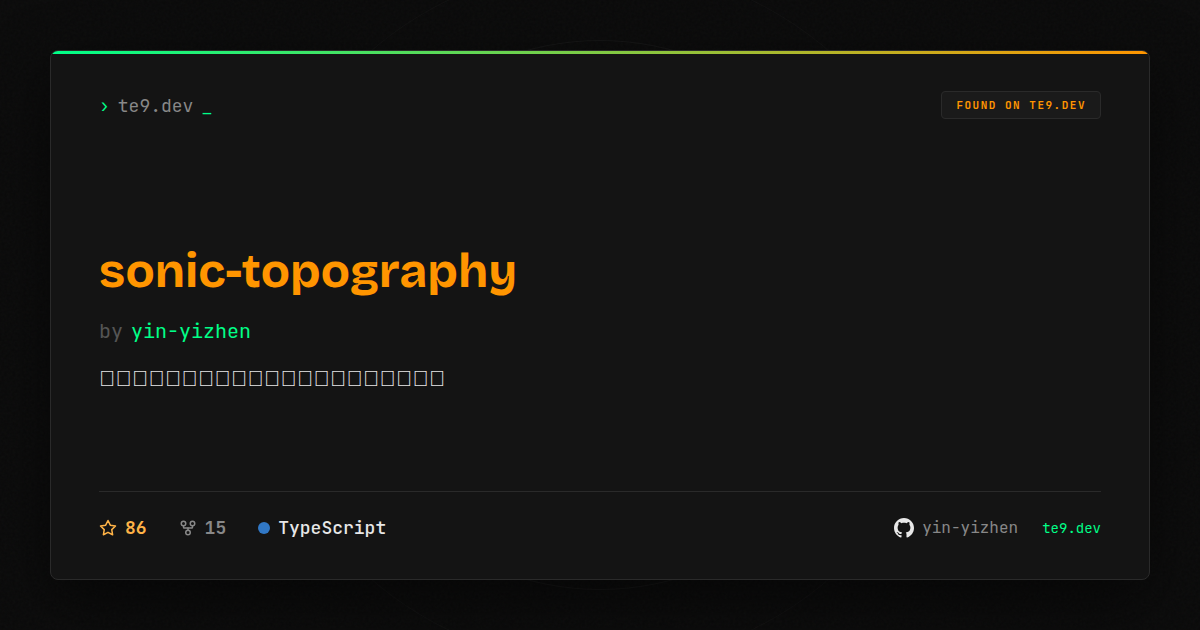 › te9.dev _
FOUND ON TE9.DEV
sonic-topography
by yin-yizhen
86 15 TypeScript
yin-yizhen te9.dev